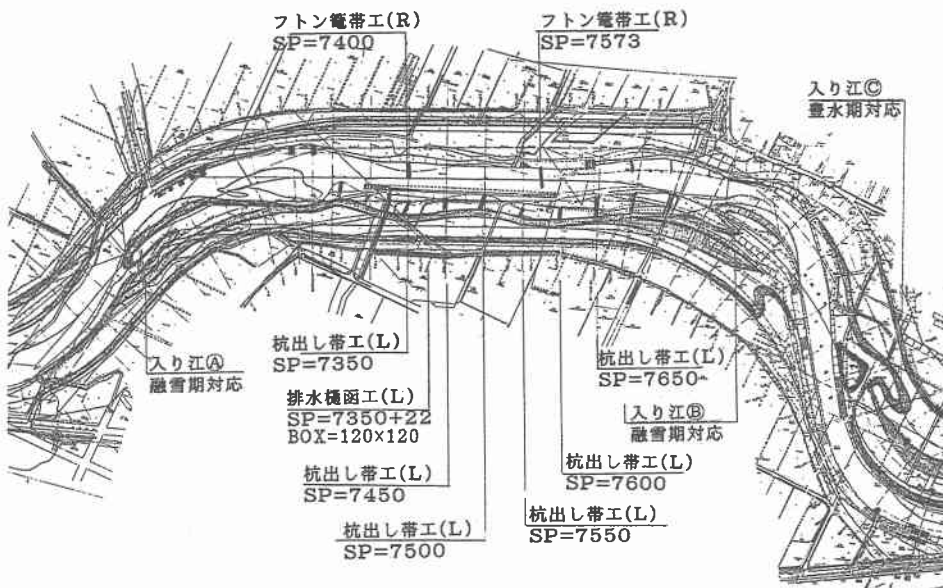 フトン篭帯工(R)
SP=7400
フトン篭帯工(R)
SP=7573
入り江Ⓒ
豊水期対応
杭出し帯工(L)
SP=7350
入り江Ⓐ
融雪期対応
排水樋函工(L)
SP=7350+22
BOX=120×120
杭出し帯工(L)
SP=7650
入り江Ⓑ
融雪期対応
杭出し帯工(L)
SP=7450
杭出し帯工(L)
SP=7600
杭出し帯工(L)
SP=7500
杭出し帯工(L)
SP=7550